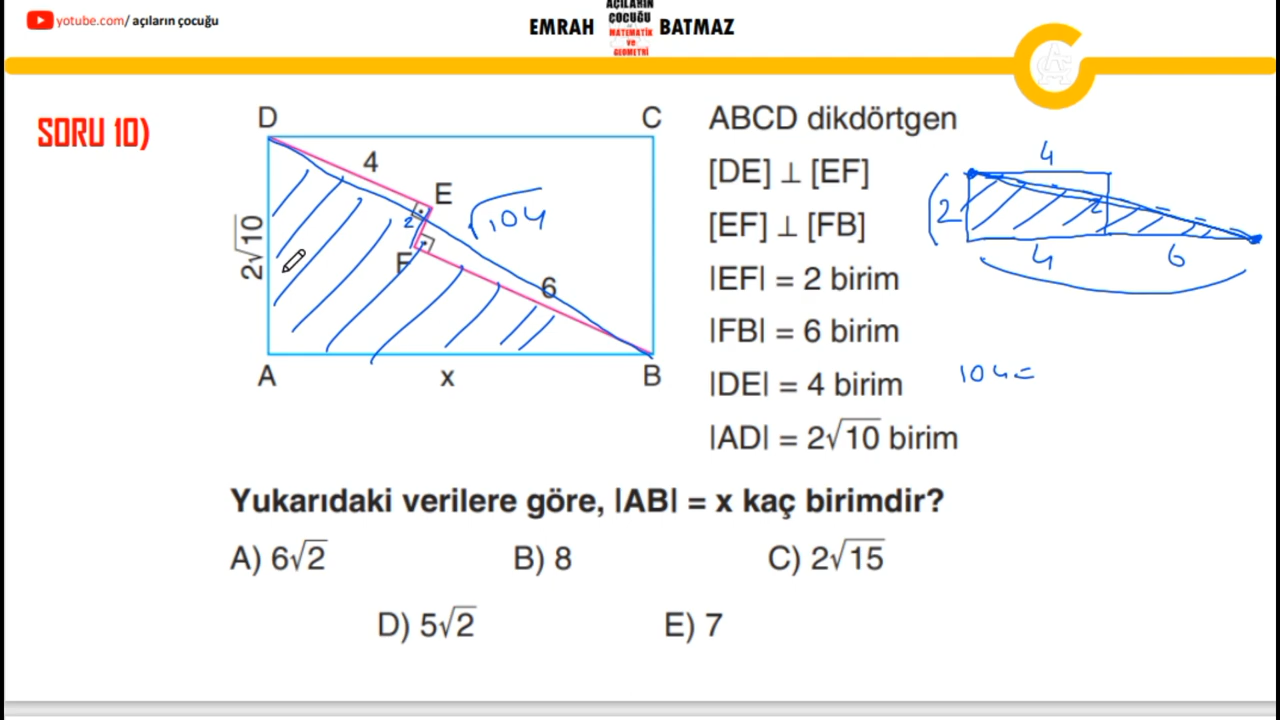 yotube.com/ açıların çocuğu
EMRAH AÇILARIN ÇOCUĞU MATEMATİK ve GEOMETRİ BATMAZ
SORU 10)
D
C
4
E
2
√104
2√10
F
6
A
x
B
ABCD dikdörtgen
[DE] ⊥ [EF]
[EF] ⊥ [FB]
|EF| = 2 birim
|FB| = 6 birim
|DE| = 4 birim
|AD| = 2√10 birim
4
2
2
4
6
104=
Yukarıdaki verilere göre, |AB| = x kaç birimdir?
A) 6√2 B) 8 C) 2√15
D) 5√2 E) 7